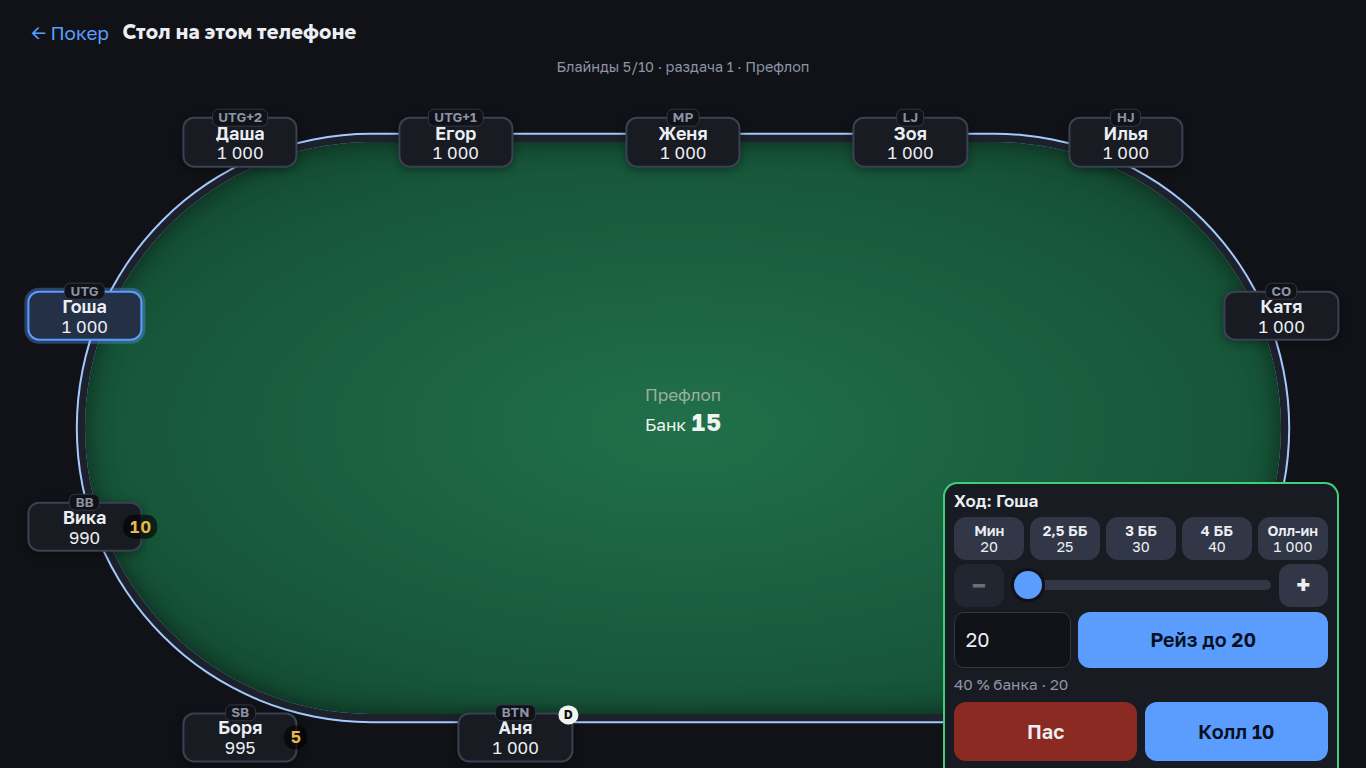 ← Покер Стол на этом телефоне
Блайнды 5/10 · раздача 1 · Префлоп
UTG+2
Даша
1 000
UTG+1
Егор
1 000
MP
Женя
1 000
LJ
Зоя
1 000
HJ
Илья
1 000
UTG
Гоша
1 000
CO
Катя
1 000
Префлоп
Банк 15
BB
Вика
990
10
SB
Боря
995
5
BTN
Аня
1 000
D
Ход: Гоша
Мин
20
2,5 ББ
25
3 ББ
30
4 ББ
40
Олл-ин
1 000
−
+
20
Рейз до 20
40 % банка · 20
Пас
Колл 10